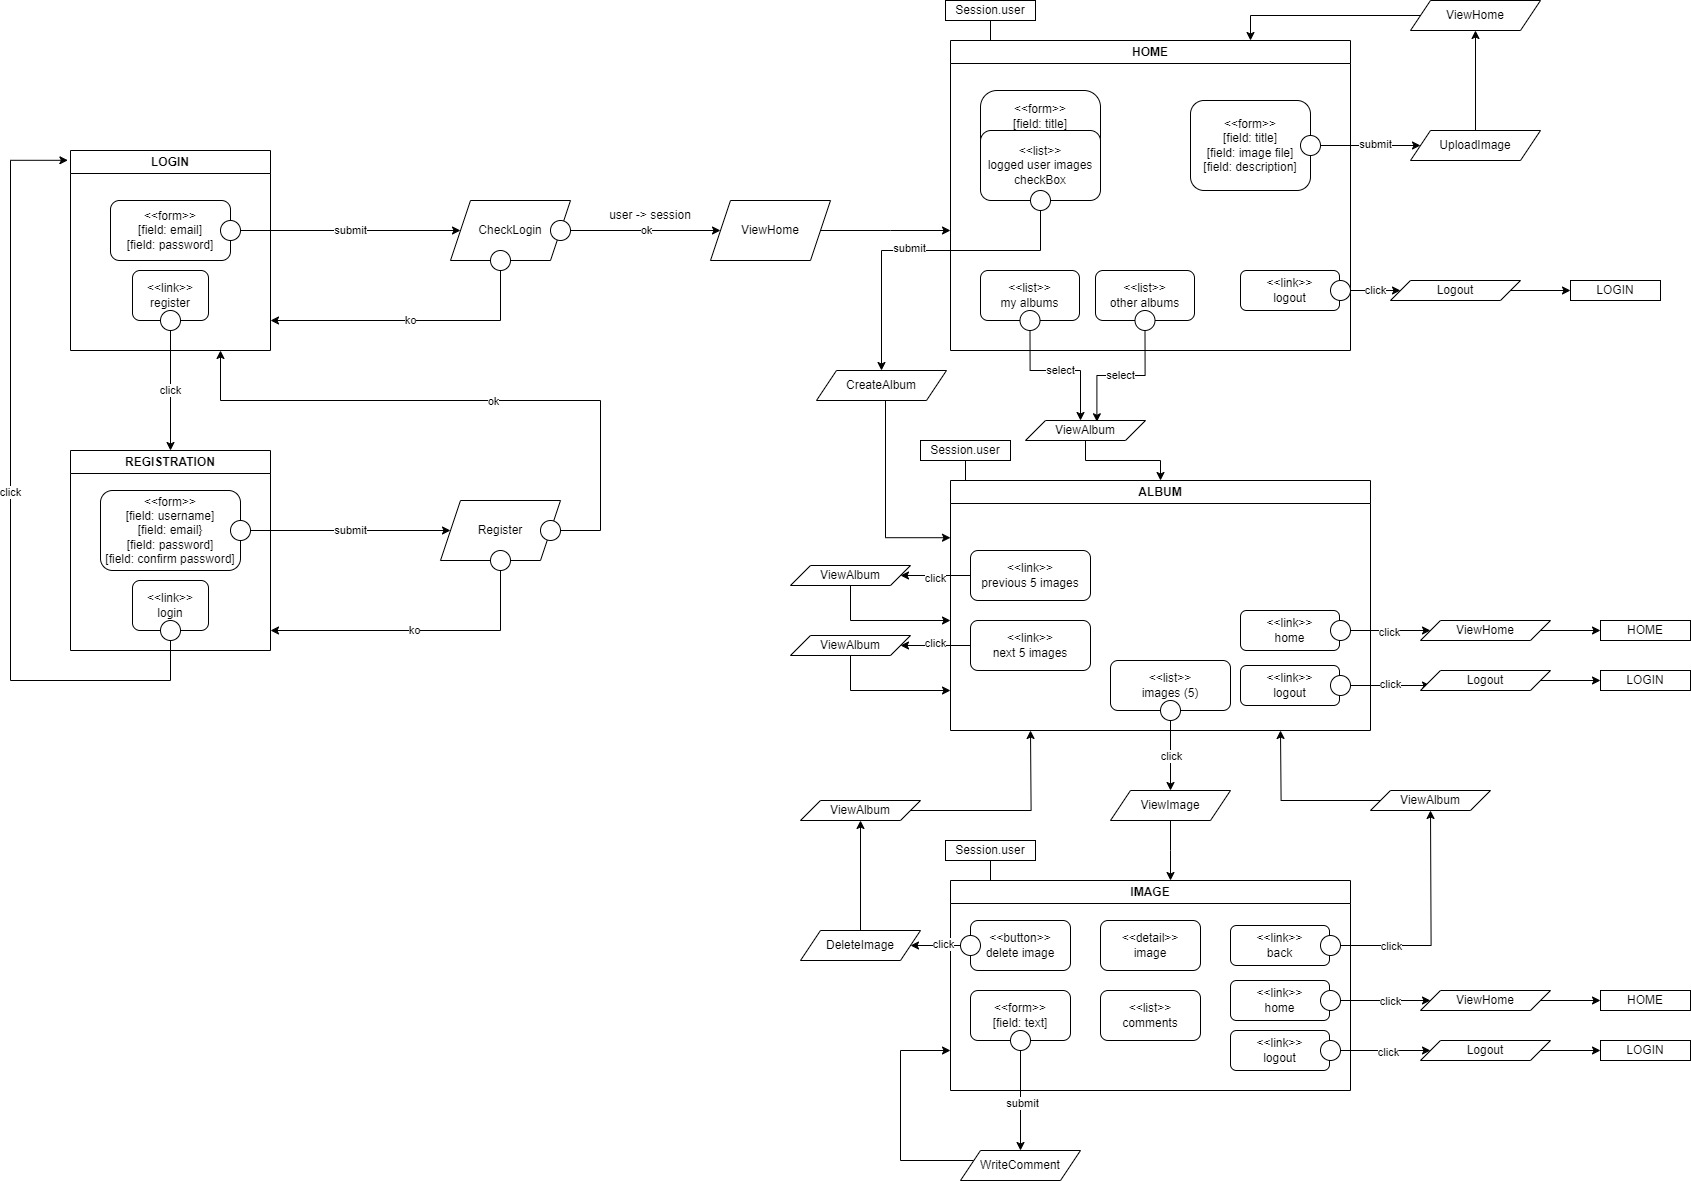 Session.user
ViewHome
HOME
<<form>>
[field: title]
<<list>>
logged user images
checkBox
<<form>>
[field: title]
[field: image file]
[field: description]
submit
UploadImage
LOGIN
<<form>>
[field: email]
[field: password]
submit
CheckLogin
user -> session
ok
ViewHome
submit
<<link>>
register
ko
<<list>>
my albums
<<list>>
other albums
<<link>>
logout
click
Logout
LOGIN
click
select
select
CreateAlbum
ok
ViewAlbum
Session.user
REGISTRATION
click
<<form>>
[field: username]
[field: email}
[field: password]
[field: confirm password]
submit
Register
<<link>>
login
ko
ALBUM
<<link>>
previous 5 images
click
ViewAlbum
<<link>>
next 5 images
click
ViewAlbum
<<link>>
home
click
ViewHome
HOME
<<list>>
images (5)
<<link>>
logout
click
Logout
LOGIN
click
ViewAlbum
ViewImage
ViewAlbum
Session.user
IMAGE
DeleteImage
click
<<button>>
delete image
<<detail>>
image
<<link>>
back
click
<<form>>
[field: text]
<<list>>
comments
<<link>>
home
click
ViewHome
HOME
<<link>>
logout
click
Logout
LOGIN
submit
WriteComment